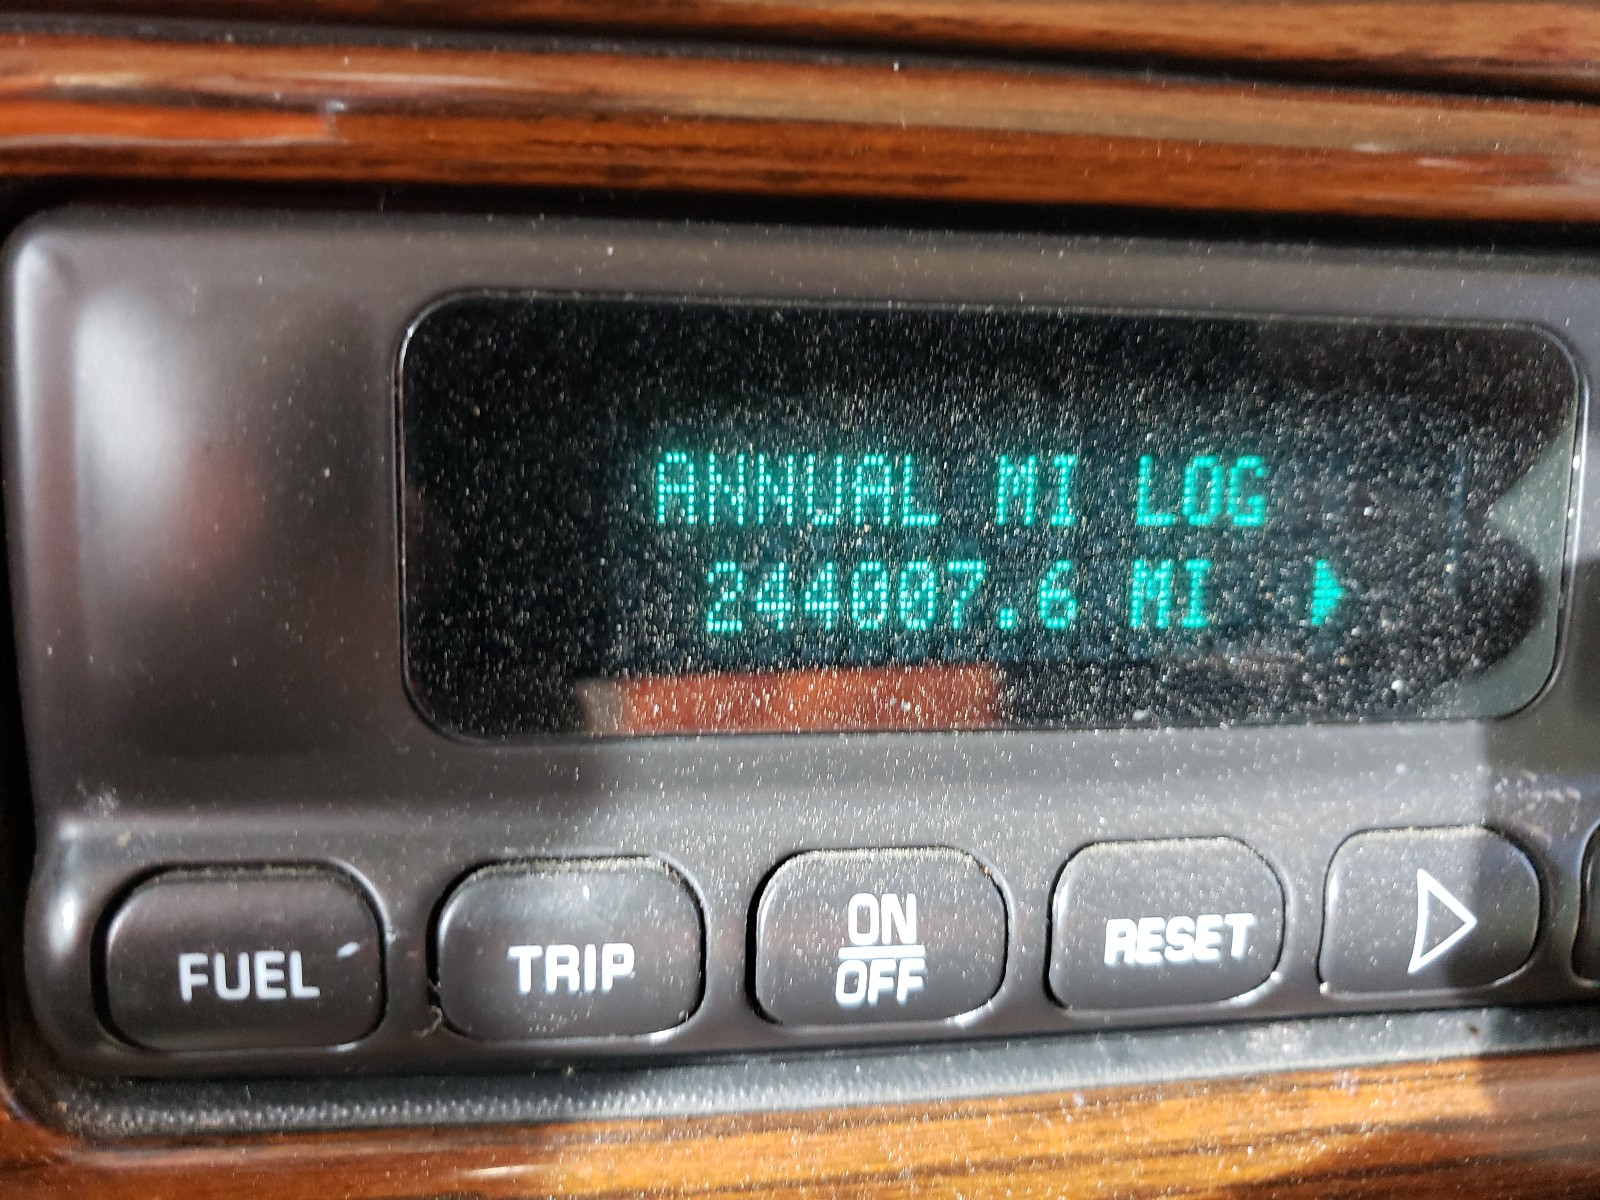 ANNUAL MI LOG
244007.6 MI
FUEL
TRIP
ON
OFF
RESET